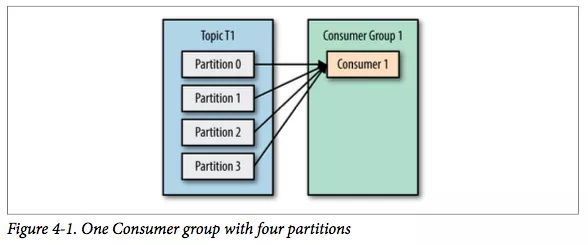 Topic T1
Partition 0
Partition 1
Partition 2
Partition 3
Consumer Group 1
Consumer 1
Figure 4-1. One Consumer group with four partitions